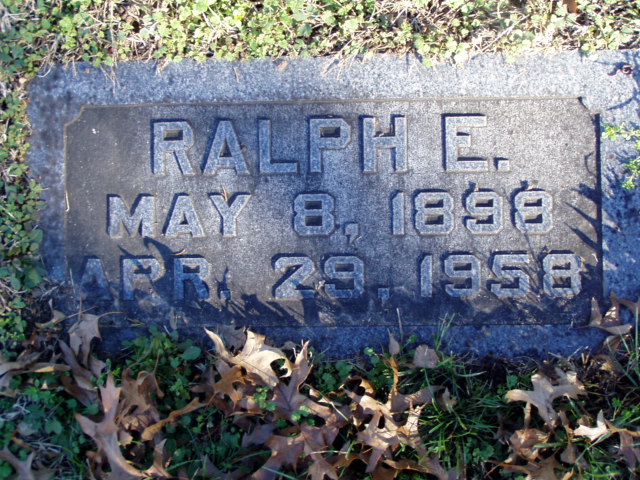 RALPH E.
MAY 8, 1898
APR. 29, 1958